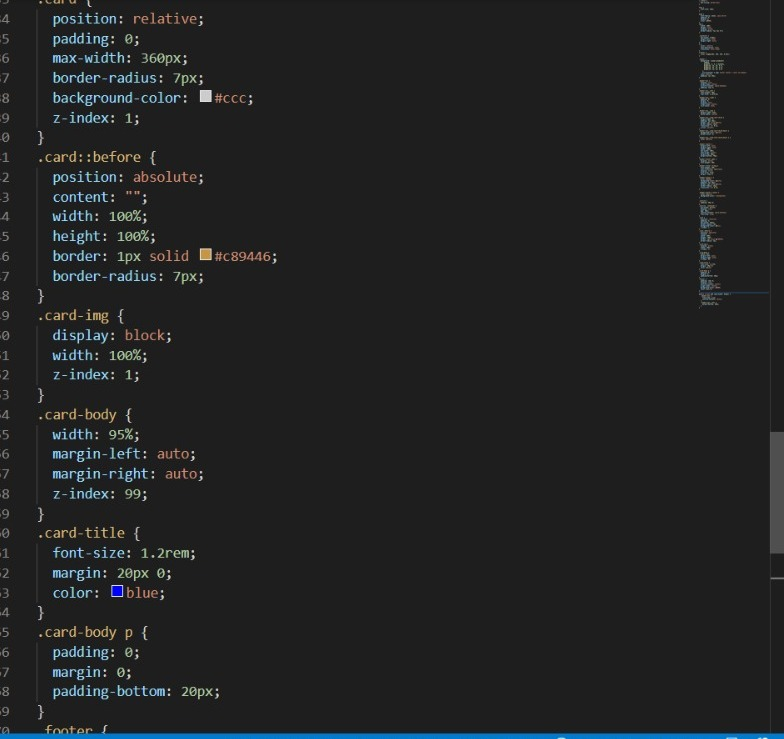 .card {
position: relative;
padding: 0;
max-width: 360px;
border-radius: 7px;
background-color: #ccc;
z-index: 1;
}
.card::before {
position: absolute;
content: "";
width: 100%;
height: 100%;
border: 1px solid #c89446;
border-radius: 7px;
}
.card-img {
display: block;
width: 100%;
z-index: 1;
}
.card-body {
width: 95%;
margin-left: auto;
margin-right: auto;
z-index: 99;
}
.card-title {
font-size: 1.2rem;
margin: 20px 0;
color: blue;
}
.card-body p {
padding: 0;
margin: 0;
padding-bottom: 20px;
}
footer {